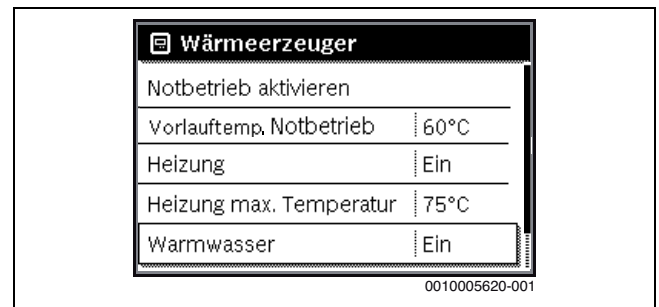 Wärmeerzeuger
Notbetrieb aktivieren
Vorlauftemp. Notbetrieb 60°C
Heizung Ein
Heizung max. Temperatur 75°C
Warmwasser Ein
0010005620-001